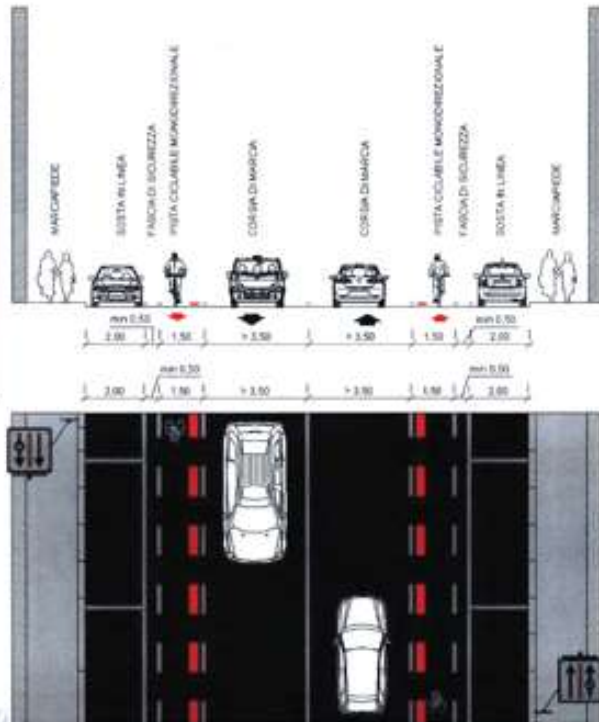 MARCIAPIEDE
SOSTA IN LINEA
FASCIA DI SICUREZZA
PISTA CICLABILE MONODIREZIONALE
CORSIA DI MARCIA
CORSIA DI MARCIA
PISTA CICLABILE MONODIREZIONALE
FASCIA DI SICUREZZA
SOSTA IN LINEA
MARCIAPIEDE
min 0,50
min 0,50
2.00
1.50
> 3.50
> 3.50
1.50
2.00
min 0,50
min 0,50
2.00
1.50
> 3.50
> 3.50
1.50
2.00